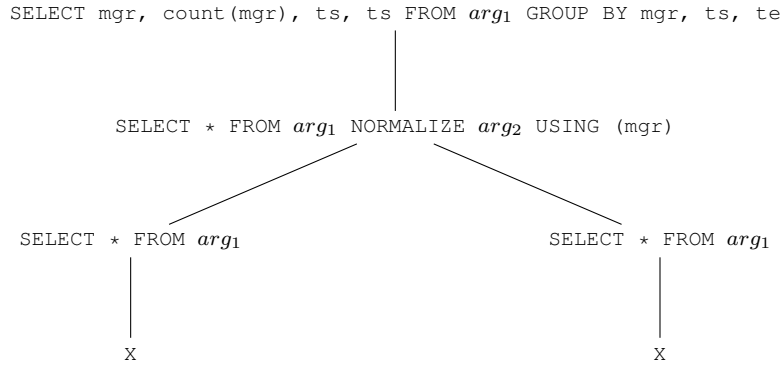 SELECT mgr, count(mgr), ts, ts FROM arg₁ GROUP BY mgr, ts, te
SELECT * FROM arg₁ NORMALIZE arg₂ USING (mgr)
SELECT * FROM arg₁
SELECT * FROM arg₁
X
X